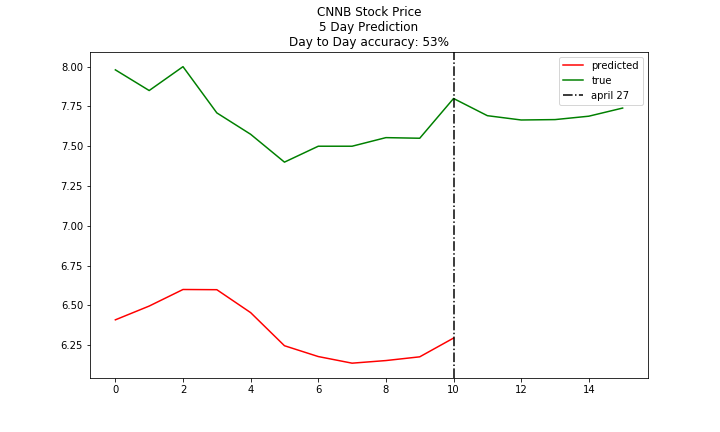 CNNB Stock Price
5 Day Prediction
Day to Day accuracy: 53%
predicted
true
april 27
8.00
7.75
7.50
7.25
7.00
6.75
6.50
6.25
0 2 4 6 8 10 12 14